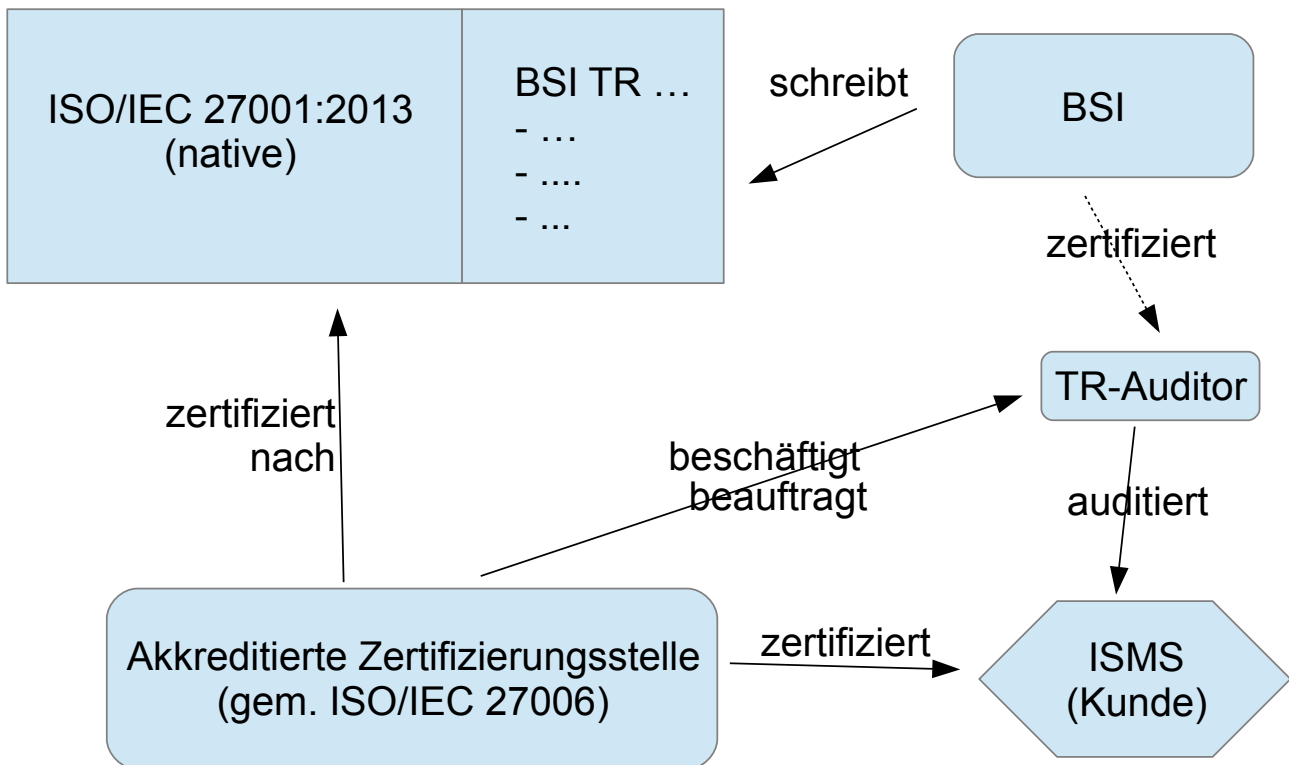 ISO/IEC 27001:2013
(native)
BSI TR …
- …
- ....
- ...
schreibt
BSI
zertifiziert
TR-Auditor
zertifiziert
nach
beschäftigt
beauftragt
auditiert
Akkreditierte Zertifizierungsstelle
(gem. ISO/IEC 27006)
zertifiziert
ISMS
(Kunde)